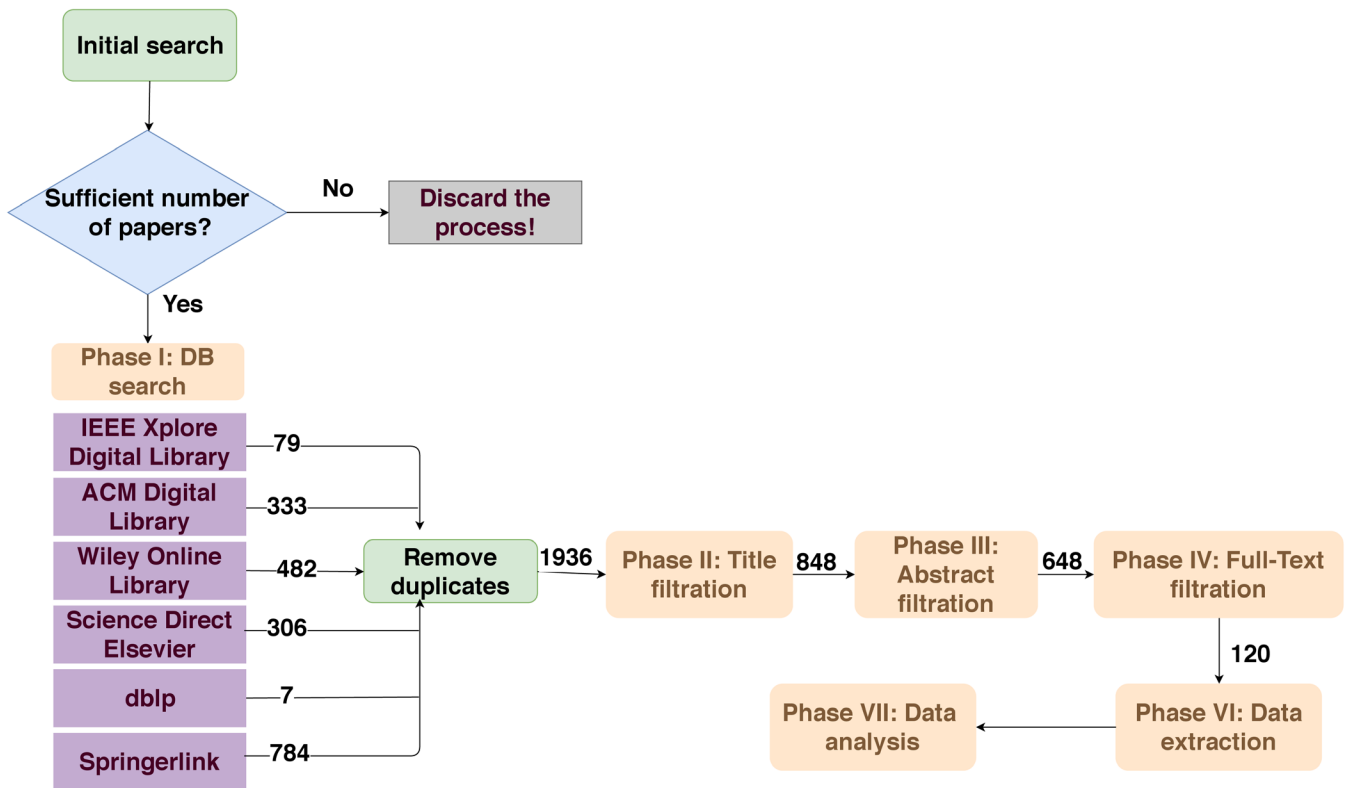 Initial search
Sufficient number
of papers?
No
Discard the
process!
Yes
Phase I: DB
search
IEEE Xplore
Digital Library
79
ACM Digital
Library
333
Wiley Online
Library
482
Science Direct
Elsevier
306
dblp
7
Springerlink
784
Remove
duplicates
1936
Phase II: Title
filtration
848
Phase III:
Abstract
filtration
648
Phase IV: Full-Text
filtration
120
Phase VI: Data
extraction
Phase VII: Data
analysis